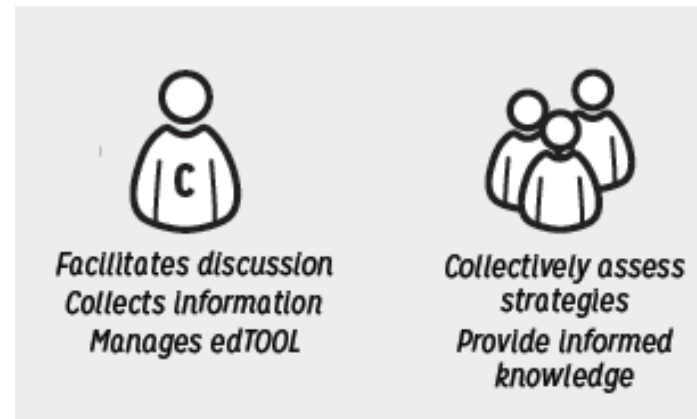 C
Facilitates discussion
Collects information
Manages edTOOL
Collectively assess
strategies
Provide informed
knowledge